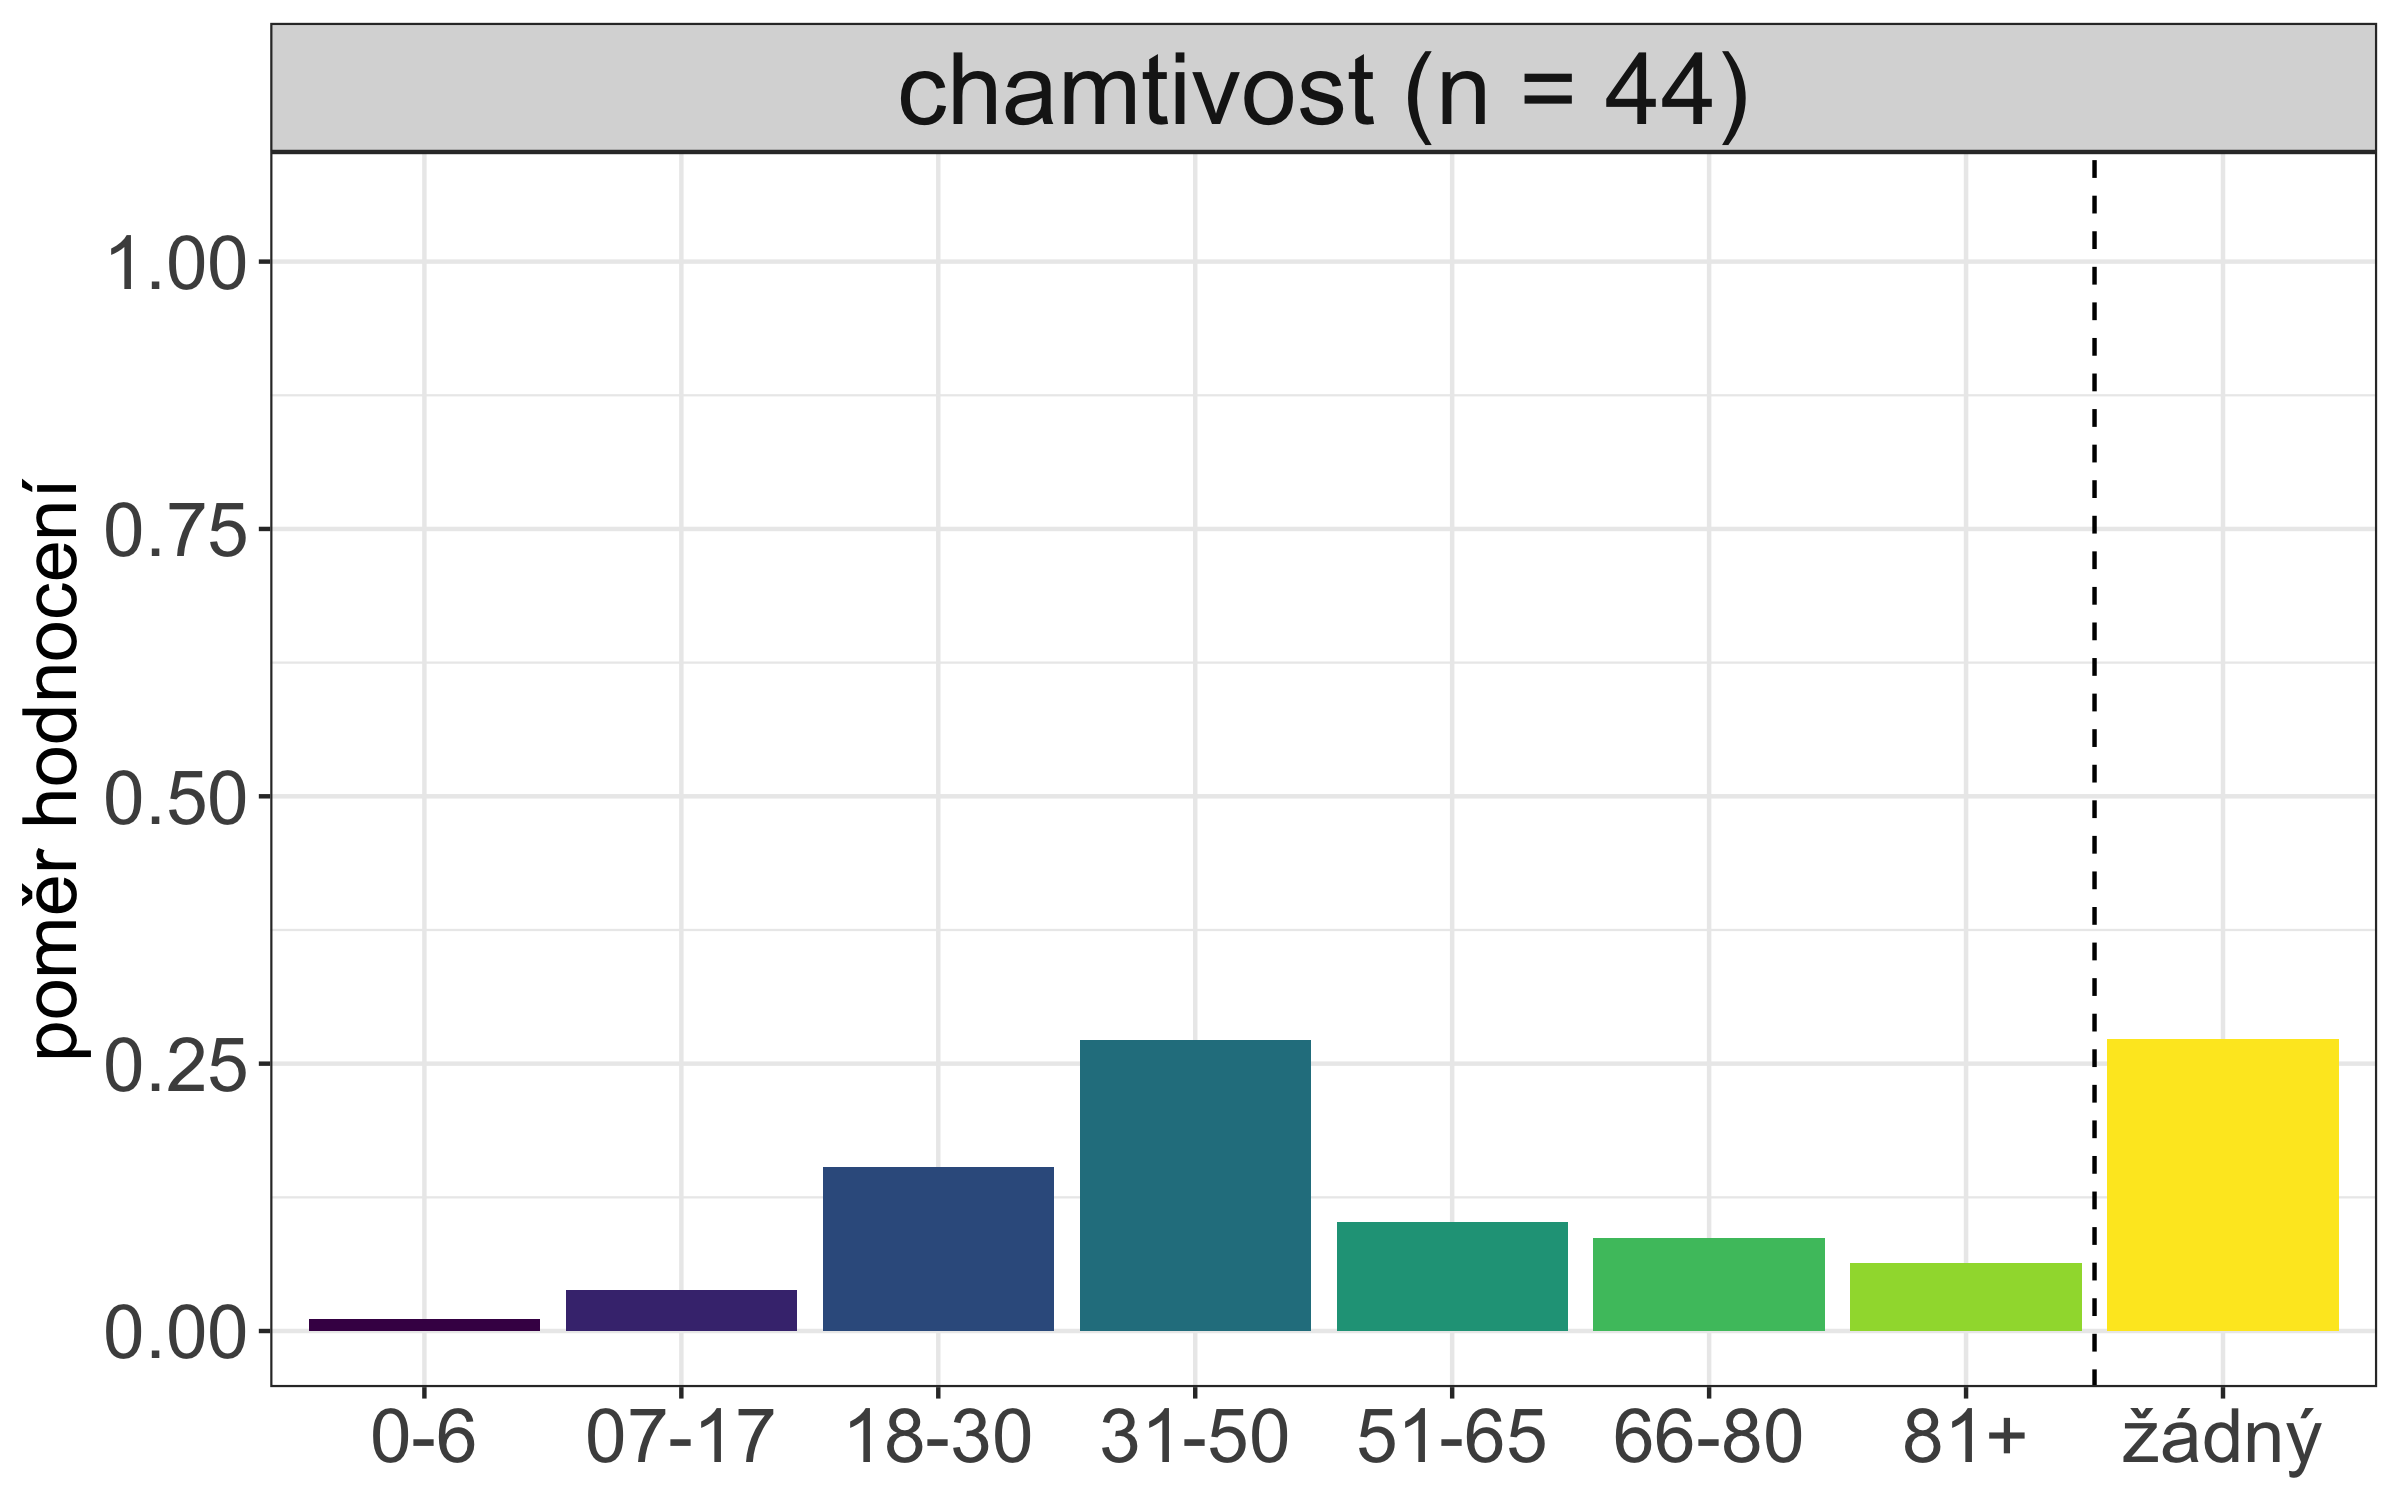 chamtivost (n = 44)
poměr hodnocení
1.00
0.75
0.50
0.25
0.00
0-6 07-17 18-30 31-50 51-65 66-80 81+ žádný